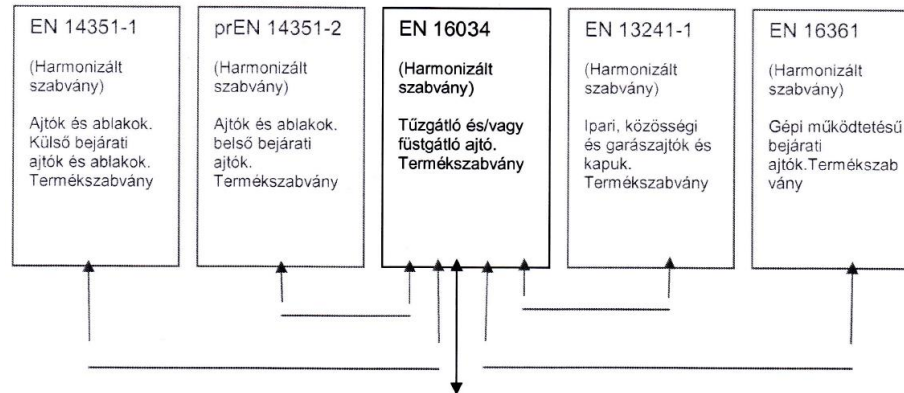 EN 14351-1
(Harmonizált
szabvány)
Ajtók és ablakok.
Külső bejárati
ajtók és ablakok.
Termékszabvány
prEN 14351-2
(Harmonizált
szabvány)
Ajtók és ablakok.
belső bejárati
ajtók.
Termékszabvány
EN 16034
(Harmonizált
szabvány)
Tűzgátló és/vagy
füstgátló ajtó.
Termékszabvány
EN 13241-1
(Harmonizált
szabvány)
Ipari, közösségi
és garászajtók és
kapuk.
Termékszabvány
EN 16361
(Harmonizált
szabvány)
Gépi működtetésű
bejárati
ajtók.Termékszab
vány